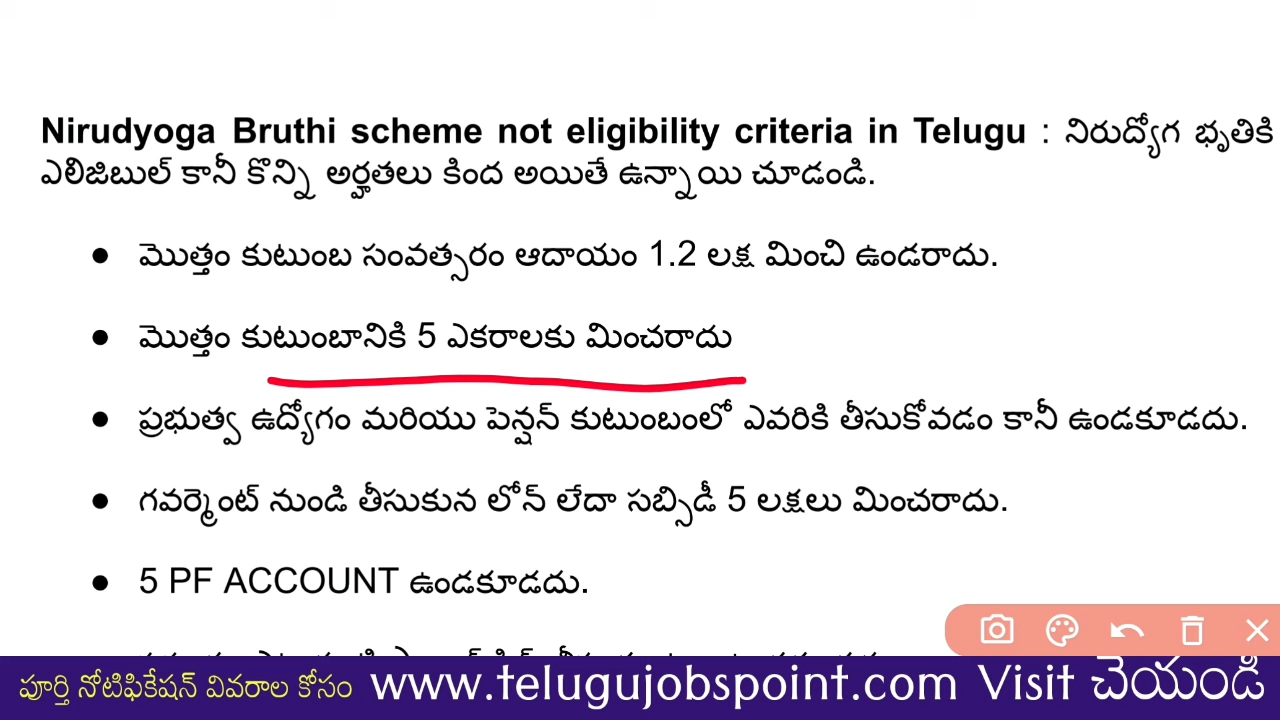 Nirudyoga Bruthi scheme not eligibility criteria in Telugu : నిరుద్యోగ భృతికి
ఎలిజిబుల్ కానీ కొన్ని అర్హతలు కింద అయితే ఉన్నాయి చూడండి.
● మొత్తం కుటుంబ సంవత్సరం ఆదాయం 1.2 లక్ష మించి ఉండరాదు.
● మొత్తం కుటుంబానికి 5 ఎకరాలకు మించరాదు
● ప్రభుత్వ ఉద్యోగం మరియు పెన్షన్ కుటుంబంలో ఎవరికి తీసుకోవడం కానీ ఉండకూడదు.
● గవర్మెంట్ నుండి తీసుకున లోన్ లేదా సబ్సిడీ 5 లక్షలు మించరాదు.
● 5 PF ACCOUNT ఉండకూడదు.
పూర్తి నోటిఫికేషన్ వివరాల కోసం www.telugujobspoint.com Visit చేయండి